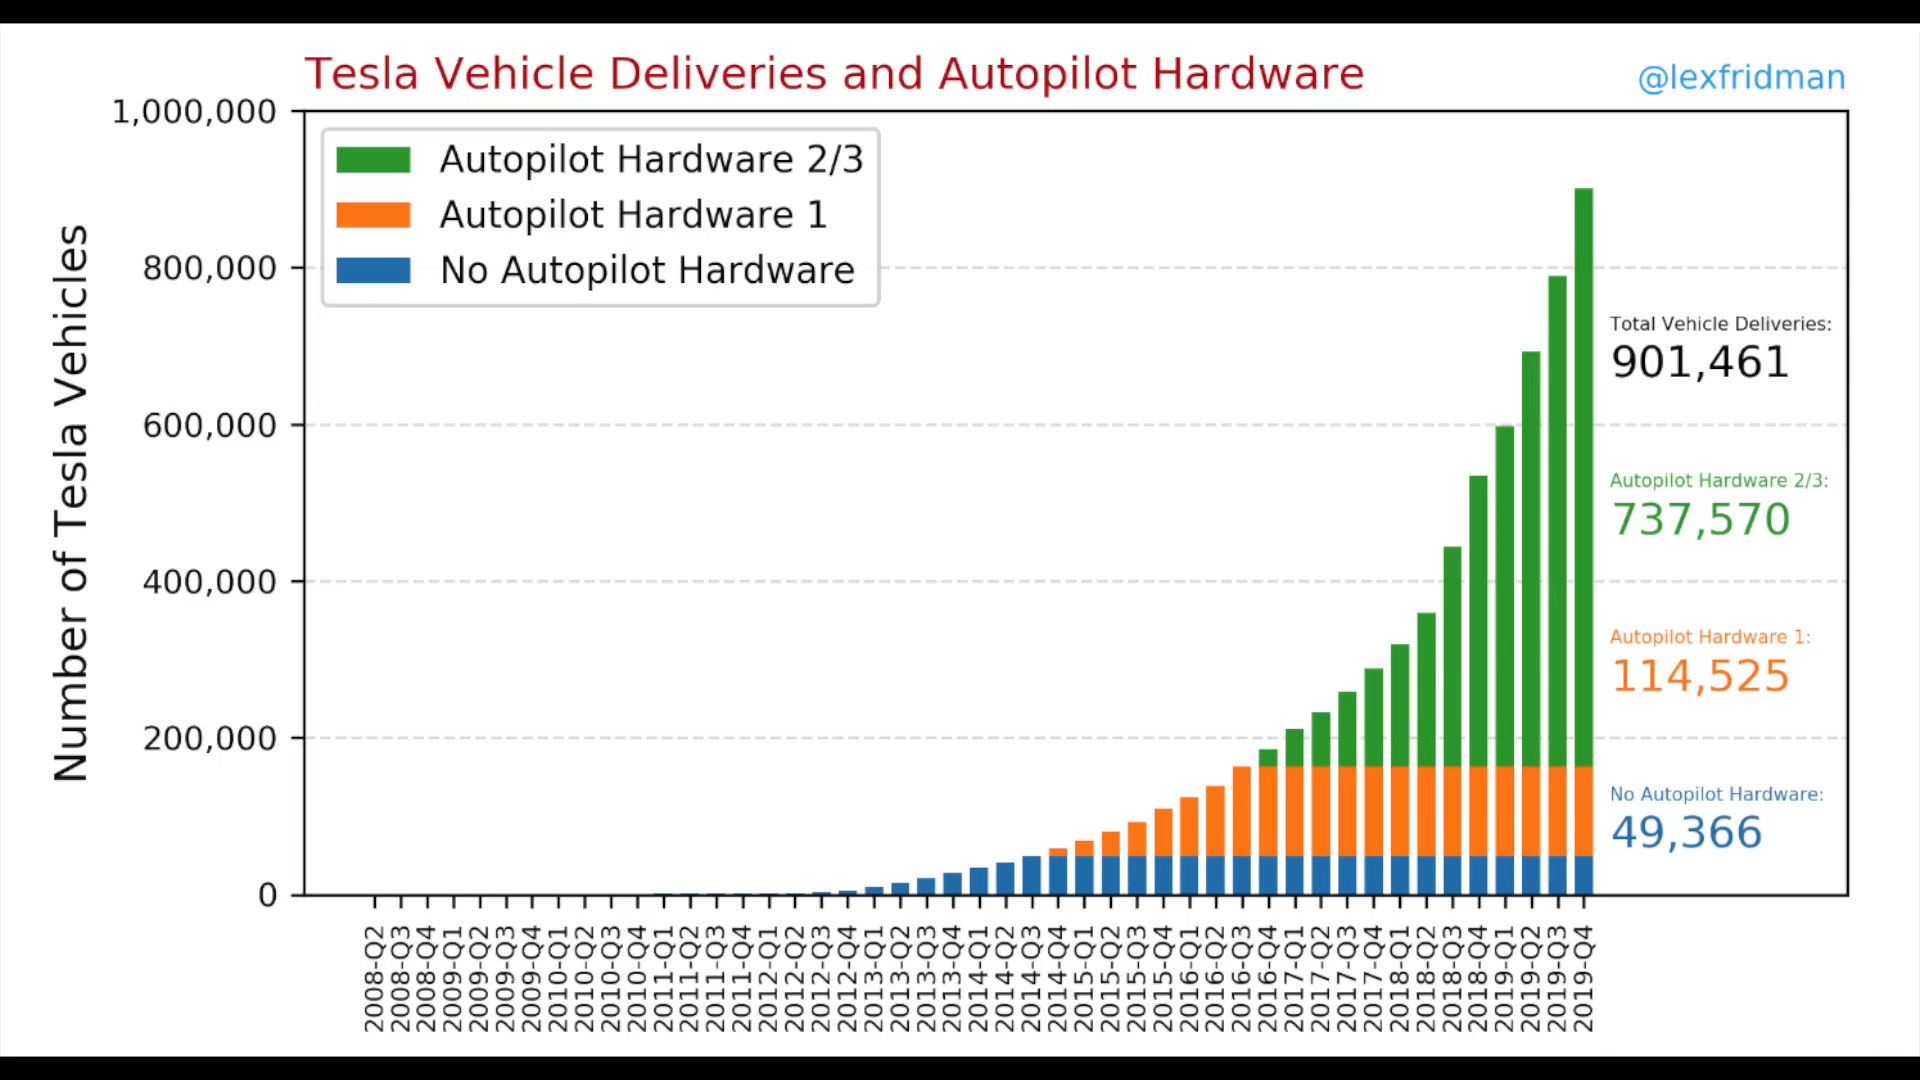 Tesla Vehicle Deliveries and Autopilot Hardware
@lexfridman
1,000,000
800,000
600,000
400,000
200,000
0
Number of Tesla Vehicles
Autopilot Hardware 2/3
Autopilot Hardware 1
No Autopilot Hardware
Total Vehicle Deliveries:
901,461
Autopilot Hardware 2/3:
737,570
Autopilot Hardware 1:
114,525
No Autopilot Hardware:
49,366
2008-Q2
2008-Q3
2008-Q4
2009-Q1
2009-Q2
2009-Q3
2009-Q4
2010-Q1
2010-Q2
2010-Q3
2010-Q4
2011-Q1
2011-Q2
2011-Q3
2011-Q4
2012-Q1
2012-Q2
2012-Q3
2012-Q4
2013-Q1
2013-Q2
2013-Q3
2013-Q4
2014-Q1
2014-Q2
2014-Q3
2014-Q4
2015-Q1
2015-Q2
2015-Q3
2015-Q4
2016-Q1
2016-Q2
2016-Q3
2016-Q4
2017-Q1
2017-Q2
2017-Q3
2017-Q4
2018-Q1
2018-Q2
2018-Q3
2018-Q4
2019-Q1
2019-Q2
2019-Q3
2019-Q4